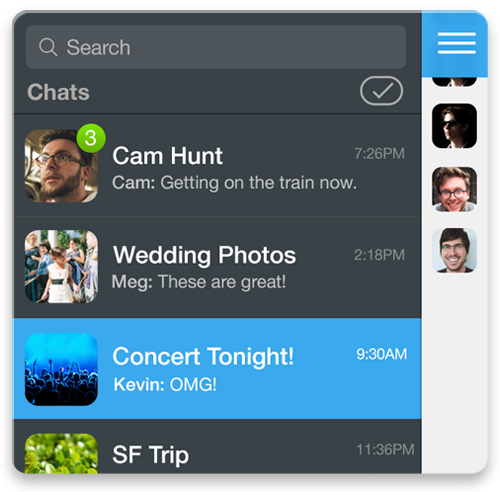 Search
Chats
3
Cam Hunt 7:26PM
Cam: Getting on the train now.
Wedding Photos 2:18PM
Meg: These are great!
Concert Tonight! 9:30AM
Kevin: OMG!
SF Trip 11:36PM